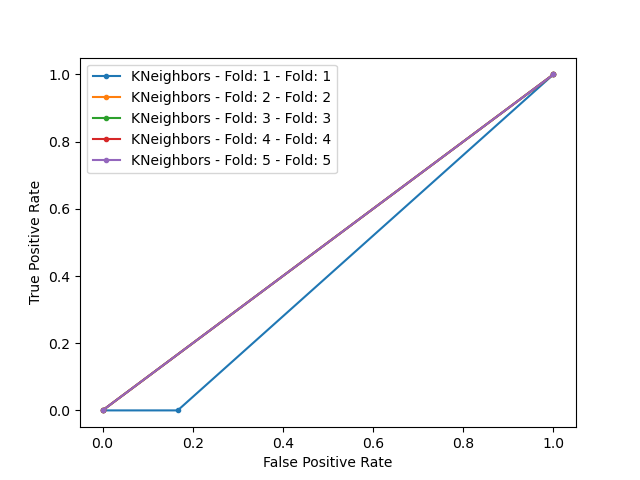 KNeighbors - Fold: 1 - Fold: 1
KNeighbors - Fold: 2 - Fold: 2
KNeighbors - Fold: 3 - Fold: 3
KNeighbors - Fold: 4 - Fold: 4
KNeighbors - Fold: 5 - Fold: 5
1.0
0.8
0.6
0.4
0.2
0.0
True Positive Rate
0.0 0.2 0.4 0.6 0.8 1.0
False Positive Rate